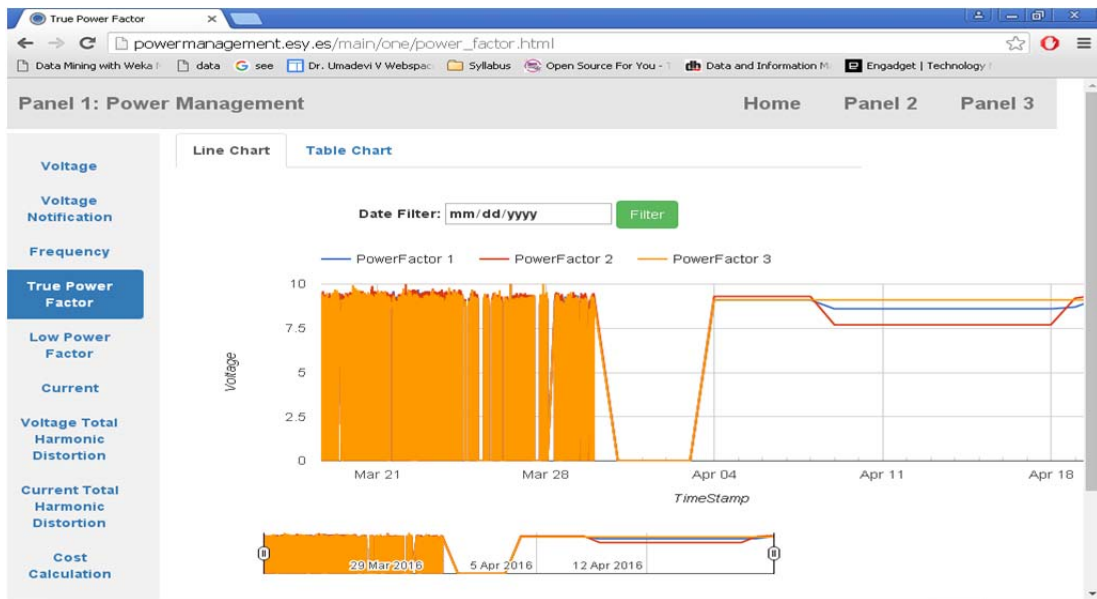 True Power Factor
powermanagement.esy.es/main/one/power_factor.html
Data Mining with Weka
data
see
Dr. Umadevi V Webspac
Syllabus
Open Source For You -
dh Data and Information M
Engadget | Technology
Panel 1: Power Management
Home
Panel 2
Panel 3
Voltage
Voltage
Notification
Frequency
True Power
Factor
Low Power
Factor
Current
Voltage Total
Harmonic
Distortion
Current Total
Harmonic
Distortion
Cost
Calculation
Line Chart
Table Chart
Date Filter: mm/dd/yyyy
Filter
PowerFactor 1
PowerFactor 2
PowerFactor 3
10
7.5
5
2.5
0
Voltage
Mar 21
Mar 28
Apr 04
Apr 11
Apr 18
TimeStamp
29 Mar 2016
5 Apr 2016
12 Apr 2016